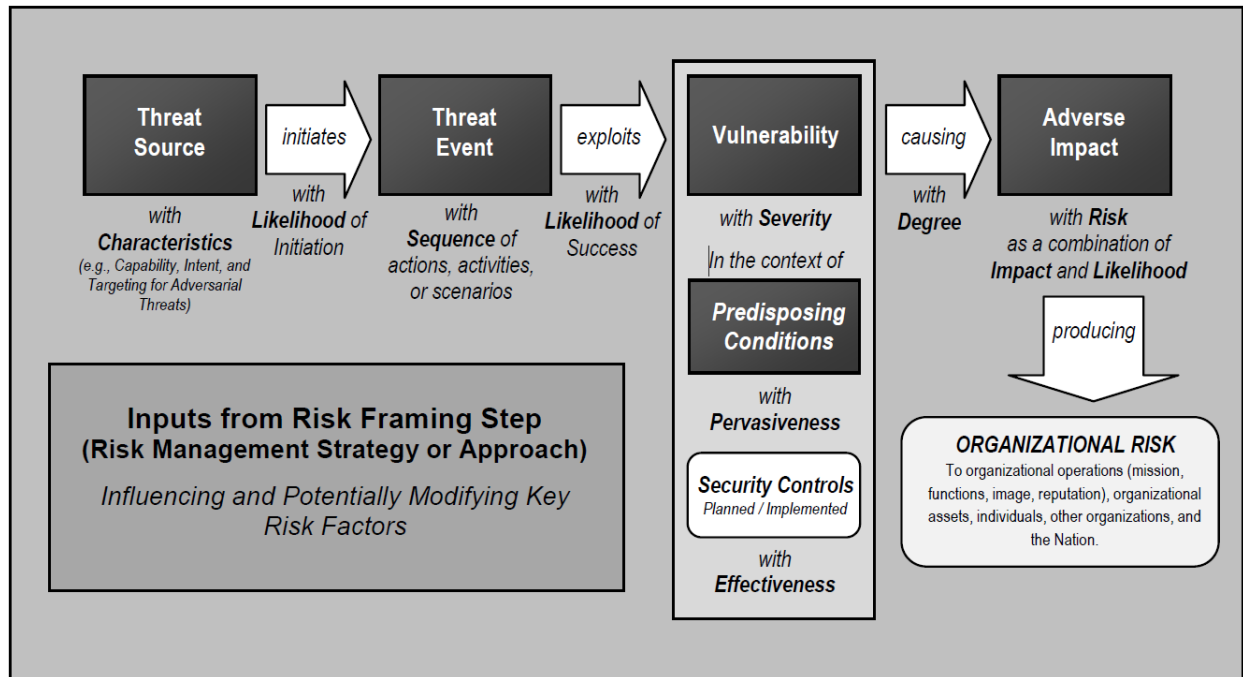 Threat
Source
initiates
Threat
Event
exploits
Vulnerability
causing
Adverse
Impact
with
Characteristics
(e.g., Capability, Intent, and
Targeting for Adversarial
Threats)
with
Likelihood of
Initiation
with
Sequence of
actions, activities,
or scenarios
with
Likelihood of
Success
with Severity
In the context of
Predisposing
Conditions
with
Pervasiveness
Security Controls
Planned / Implemented
with
Effectiveness
with
Degree
with Risk
as a combination of
Impact and Likelihood
producing
ORGANIZATIONAL RISK
To organizational operations (mission,
functions, image, reputation), organizational
assets, individuals, other organizations, and
the Nation.
Inputs from Risk Framing Step
(Risk Management Strategy or Approach)
Influencing and Potentially Modifying Key
Risk Factors